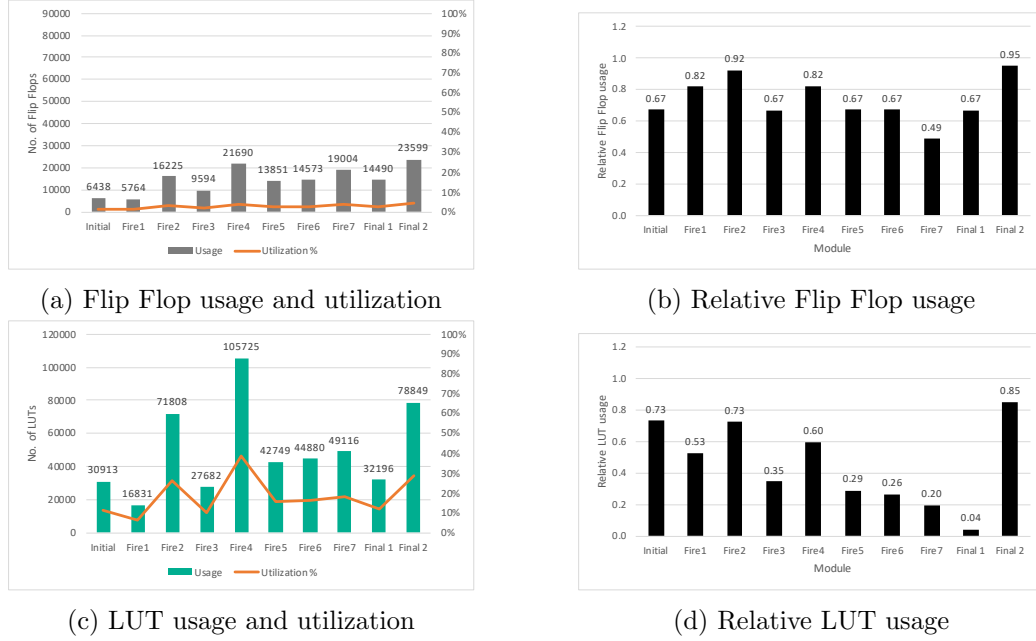 90000
80000
70000
60000
50000
40000
30000
20000
10000
0
No. of Flip Flops
100%
90%
80%
70%
60%
50%
40%
30%
20%
10%
0%
6438 5764 16225 9594 21690 13851 14573 19004 14490 23599
Initial Fire1 Fire2 Fire3 Fire4 Fire5 Fire6 Fire7 Final 1 Final 2
Usage Utilization %
(a) Flip Flop usage and utilization
1.2
1.0
0.8
0.6
0.4
0.2
0.0
Relative Flip Flop usage
0.67 0.82 0.92 0.67 0.82 0.67 0.67 0.49 0.67 0.95
Initial Fire1 Fire2 Fire3 Fire4 Fire5 Fire6 Fire7 Final 1 Final 2
Module
(b) Relative Flip Flop usage
120000
100000
80000
60000
40000
20000
0
No. of LUTs
100%
90%
80%
70%
60%
50%
40%
30%
20%
10%
0%
30913 16831 71808 27682 105725 42749 44880 49116 32196 78849
Initial Fire1 Fire2 Fire3 Fire4 Fire5 Fire6 Fire7 Final 1 Final 2
Usage Utilization %
(c) LUT usage and utilization
1.2
1.0
0.8
0.6
0.4
0.2
0.0
Relative LUT usage
0.73 0.53 0.73 0.35 0.60 0.29 0.26 0.20 0.04 0.85
Initial Fire1 Fire2 Fire3 Fire4 Fire5 Fire6 Fire7 Final 1 Final 2
Module
(d) Relative LUT usage